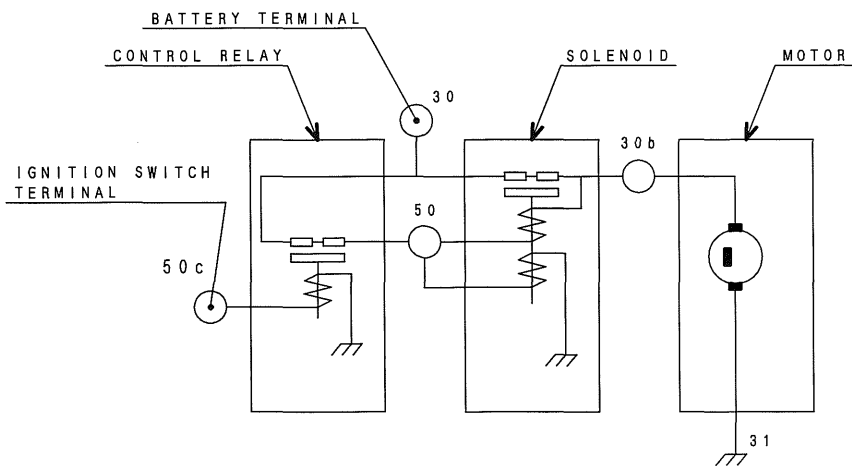 BATTERY TERMINAL
CONTROL RELAY
SOLENOID
MOTOR
30
30b
IGNITION SWITCH
TERMINAL
50
50c
31